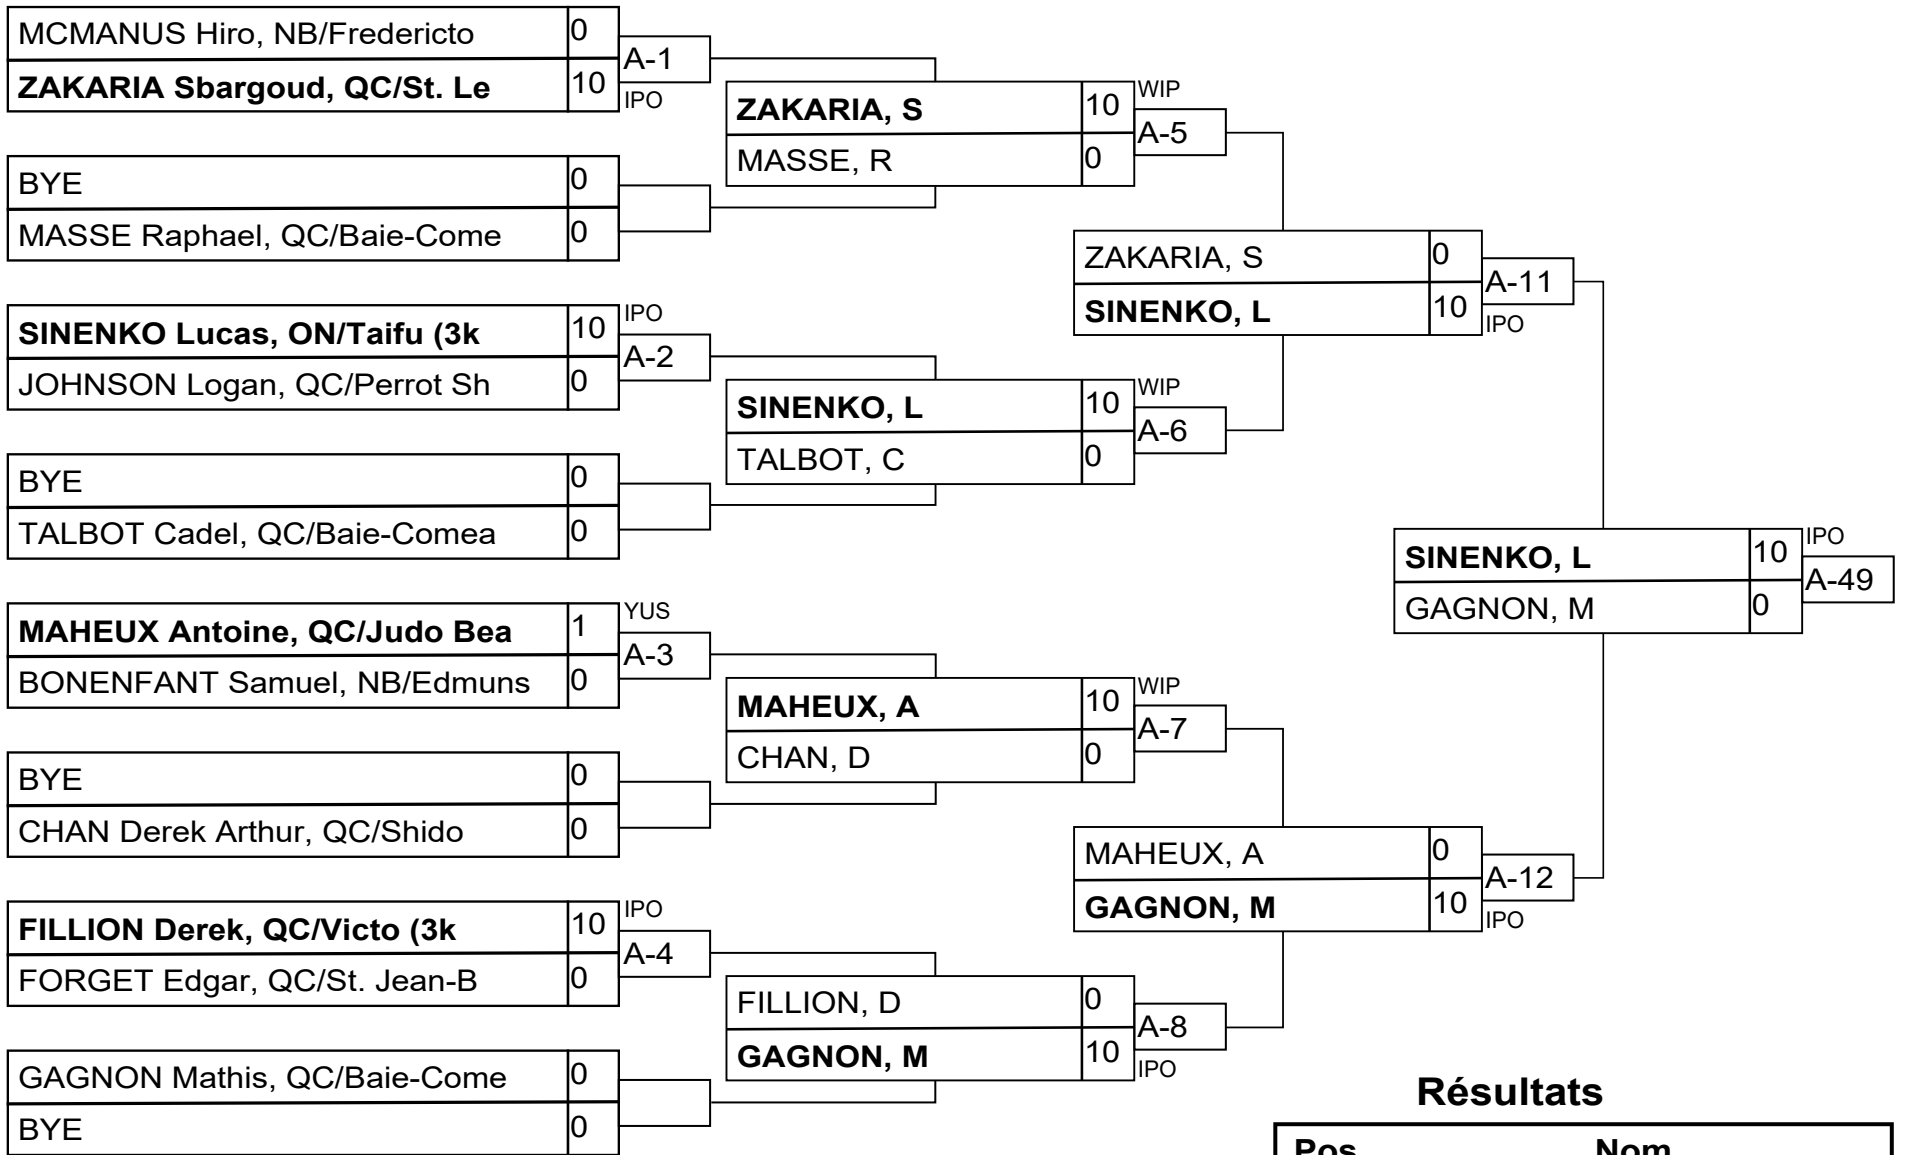 MCMANUS Hiro, NB/Fredericto 0
A-1
ZAKARIA Sbargoud, QC/St. Le 10
IPO
ZAKARIA, S 10 WIP
A-5
MASSE, R 0
BYE 0
MASSE Raphael, QC/Baie-Come 0
ZAKARIA, S 0
A-11
SINENKO, L 10
IPO
SINENKO Lucas, ON/Taifu (3k 10 IPO
A-2
JOHNSON Logan, QC/Perrot Sh 0
SINENKO, L 10 WIP
A-6
TALBOT, C 0
BYE 0
TALBOT Cadel, QC/Baie-Comea 0
SINENKO, L 10 IPO
A-49
GAGNON, M 0
MAHEUX Antoine, QC/Judo Bea 1 YUS
A-3
BONENFANT Samuel, NB/Edmuns 0
MAHEUX, A 10 WIP
A-7
CHAN, D 0
BYE 0
CHAN Derek Arthur, QC/Shido 0
MAHEUX, A 0
A-12
GAGNON, M 10
IPO
FILLION Derek, QC/Victo (3k 10 IPO
A-4
FORGET Edgar, QC/St. Jean-B 0
FILLION, D 0
A-8
GAGNON, M 10
IPO
GAGNON Mathis, QC/Baie-Come 0
BYE 0
Résultats
Pos Nom